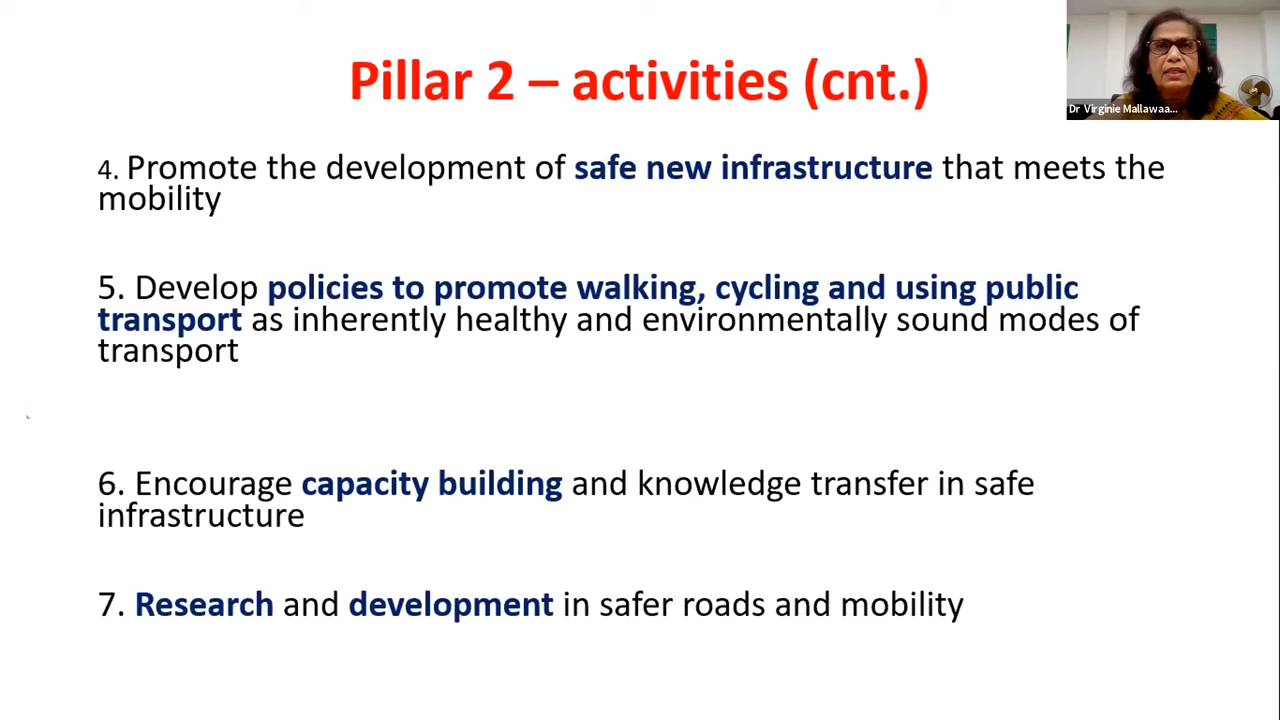 Pillar 2 – activities (cnt.)
Dr Virginie Mallawaa...
4. Promote the development of safe new infrastructure that meets the
mobility
5. Develop policies to promote walking, cycling and using public
transport as inherently healthy and environmentally sound modes of
transport
6. Encourage capacity building and knowledge transfer in safe
infrastructure
7. Research and development in safer roads and mobility